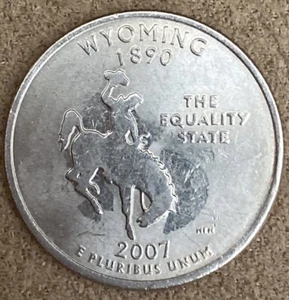 WYOMING
1890
THE
EQUALITY
STATE
2007
E PLURIBUS UNUM